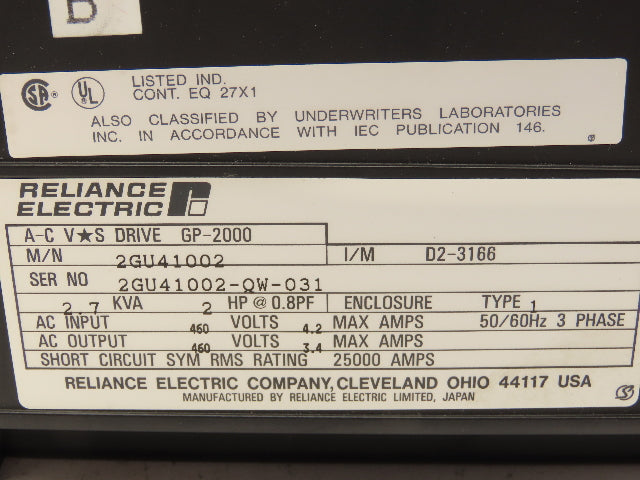 B
LISTED IND.
CONT. EQ 27X1
ALSO CLASSIFIED BY UNDERWRITERS LABORATORIES
INC. IN ACCORDANCE WITH IEC PUBLICATION 146.
RELIANCE
ELECTRIC
A-C V★S DRIVE GP-2000
M/N 2GU41002 I/M D2-3166
SER NO 2GU41002-QW-031
2.7 KVA 2 HP @ 0.8PF ENCLOSURE TYPE 1
AC INPUT 460 VOLTS 4.2 MAX AMPS 50/60Hz 3 PHASE
AC OUTPUT 460 VOLTS 3.4 MAX AMPS
SHORT CIRCUIT SYM RMS RATING 25000 AMPS
RELIANCE ELECTRIC COMPANY, CLEVELAND OHIO 44117 USA
MANUFACTURED BY RELIANCE ELECTRIC LIMITED, JAPAN